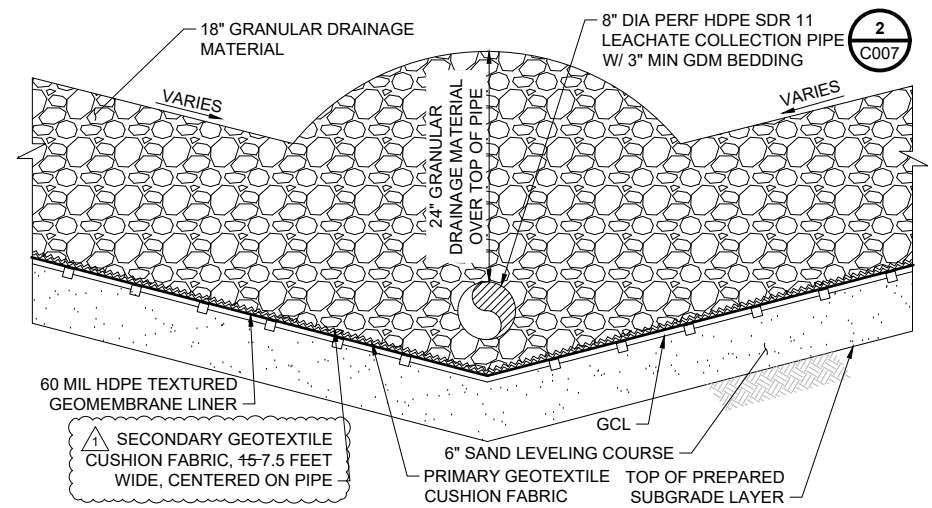 18" GRANULAR DRAINAGE
MATERIAL
8" DIA PERF HDPE SDR 11
LEACHATE COLLECTION PIPE
W/ 3" MIN GDM BEDDING
2
C007
VARIES
VARIES
24" GRANULAR
DRAINAGE MATERIAL
OVER TOP OF PIPE
60 MIL HDPE TEXTURED
GEOMEMBRANE LINER
1
SECONDARY GEOTEXTILE
CUSHION FABRIC, 15 7.5 FEET
WIDE, CENTERED ON PIPE
GCL
6" SAND LEVELING COURSE
PRIMARY GEOTEXTILE
CUSHION FABRIC
TOP OF PREPARED
SUBGRADE LAYER